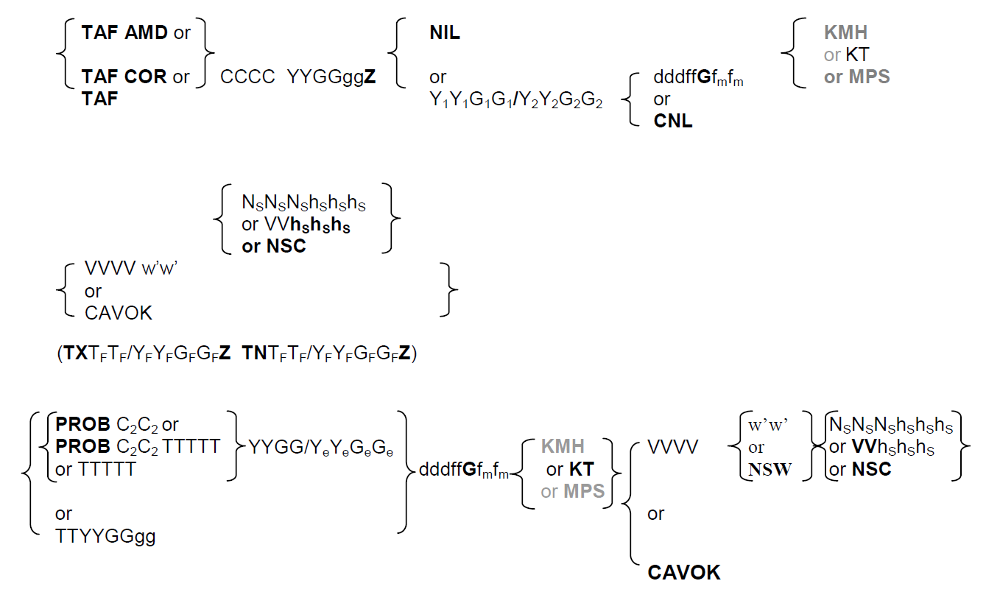 TAF AMD or NIL KMH
or KT
TAF COR or CCCC YYGGggZ or dddffGfmfm or MPS
TAF Y1Y1G1G1/Y2Y2G2G2 or
CNL
NSNSNShShShS
or VVhShShS
or NSC
VVVV w'w'
or
CAVOK
(TXTFTF/YFYFGFGFZ TNTFTF/YFYFGFGFZ)
PROB C2C2 or KMH w'w' NSNSNShShShS
PROB C2C2 TTTTT YYGG/YeYeGeGe or KT VVVV or or VVhShShS
or TTTTT dddffGfmfm or MPS NSW or NSC
or or
TTYYGGgg
CAVOK